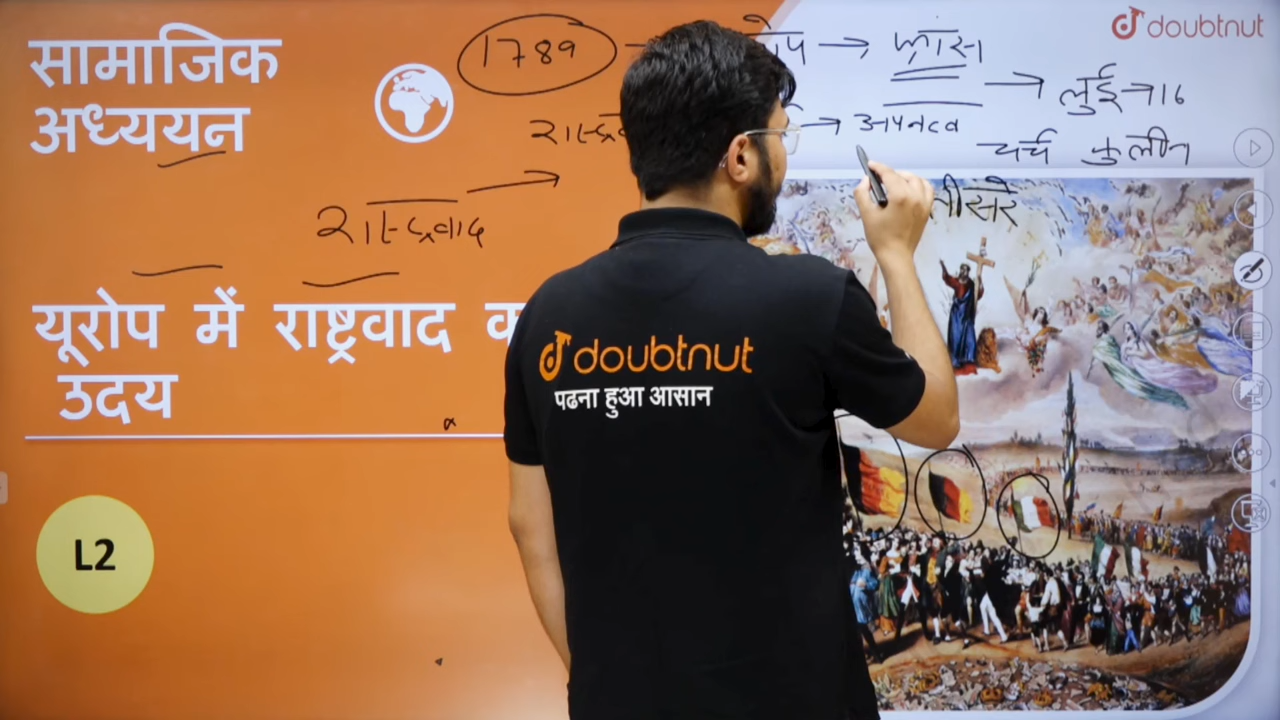 सामाजिक
अध्ययन
1789 → → फ्रांस → लुई→16
→ अपनत्व
चर्च कुलीन
राष्ट्रवाद →
तीसरे
यूरोप में राष्ट्रवाद
उदय
L2
doubtnut
doubtnut
पढना हुआ आसान